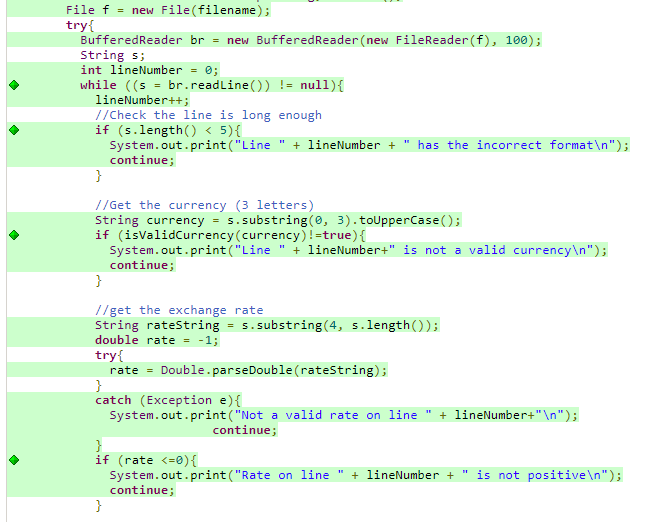 File f = new File(filename);
try{
BufferedReader br = new BufferedReader(new FileReader(f), 100);
String s;
int lineNumber = 0;
while ((s = br.readLine()) != null){
lineNumber++;
//Check the line is long enough
if (s.length() < 5){
System.out.print("Line " + lineNumber + " has the incorrect format\n");
continue;
}
//Get the currency (3 letters)
String currency = s.substring(0, 3).toUpperCase();
if (isValidCurrency(currency)!=true){
System.out.print("Line " + lineNumber+" is not a valid currency\n");
continue;
}
//get the exchange rate
String rateString = s.substring(4, s.length());
double rate = -1;
try{
rate = Double.parseDouble(rateString);
}
catch (Exception e){
System.out.print("Not a valid rate on line " + lineNumber+"\n");
continue;
}
if (rate <=0){
System.out.print("Rate on line " + lineNumber + " is not positive\n");
continue;
}